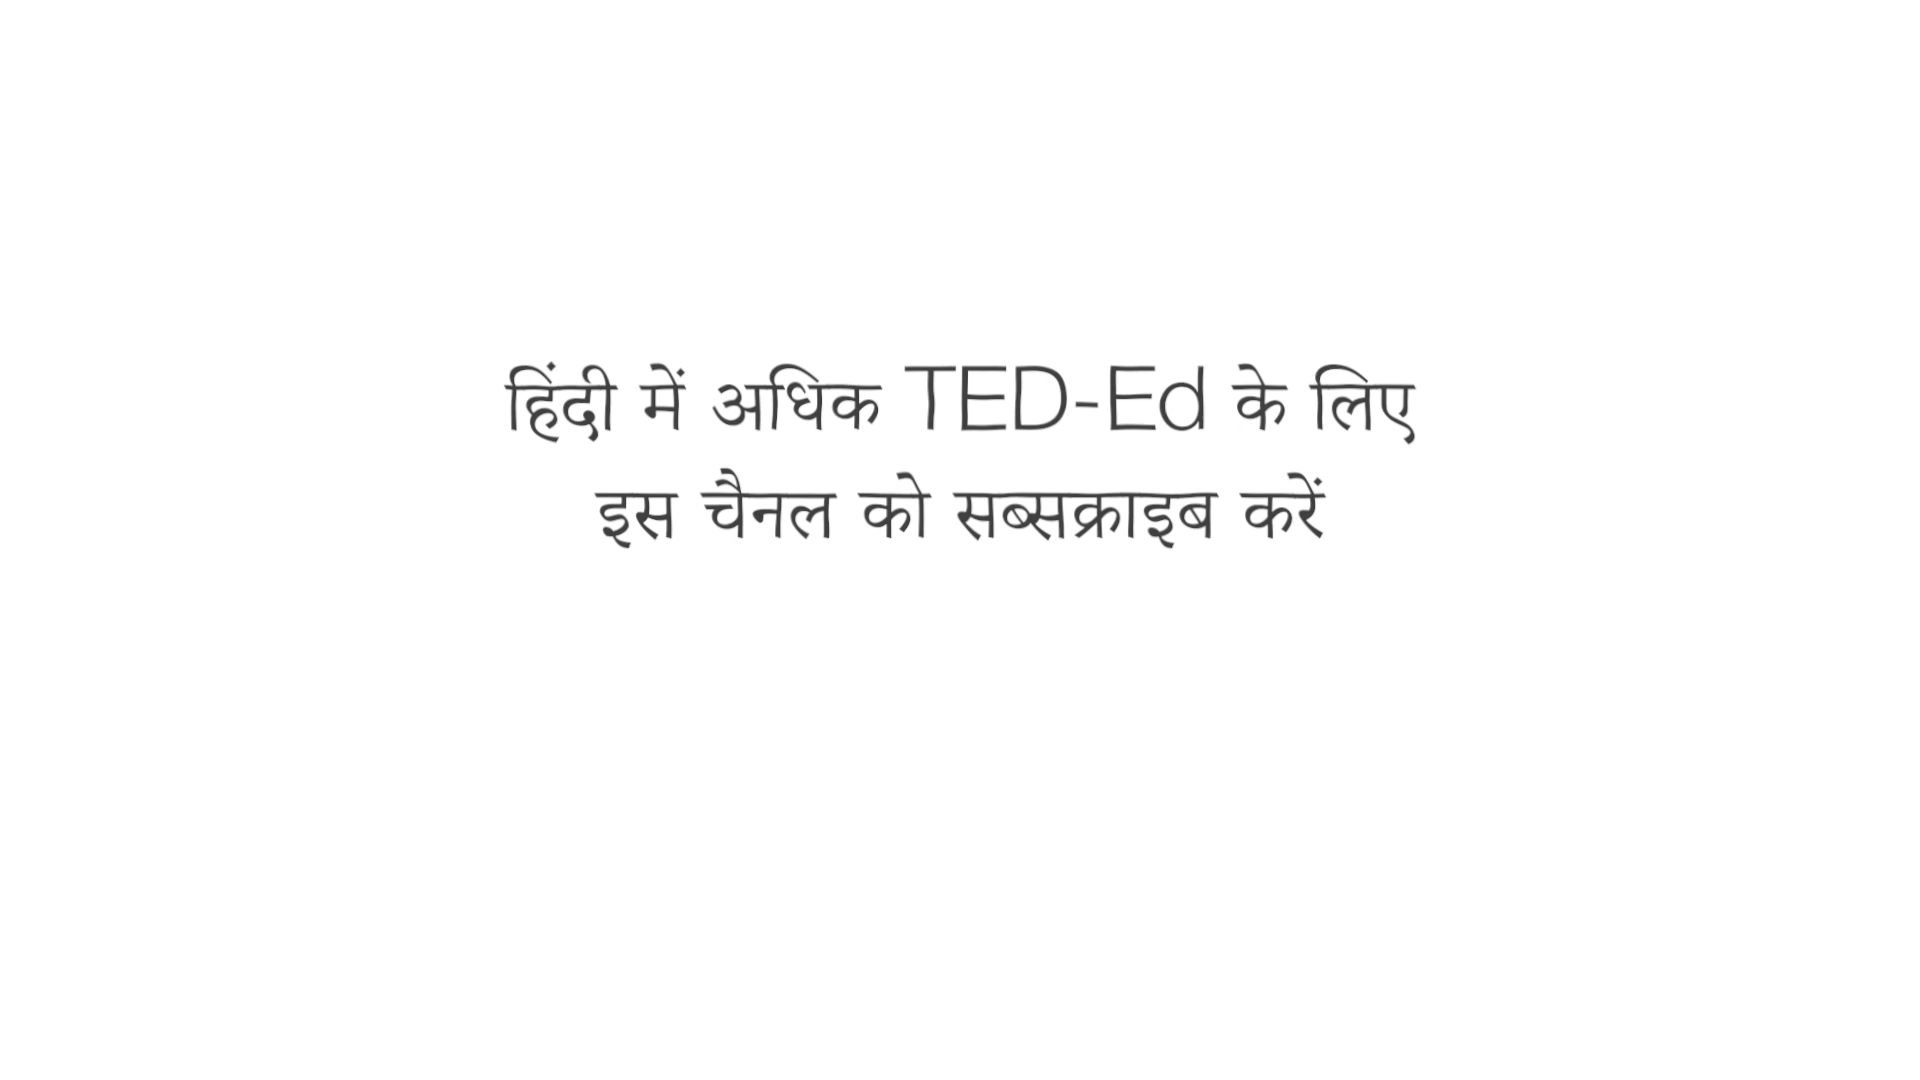 हिंदी में अधिक TED-Ed के लिए
इस चैनल को सब्सक्राइब करें